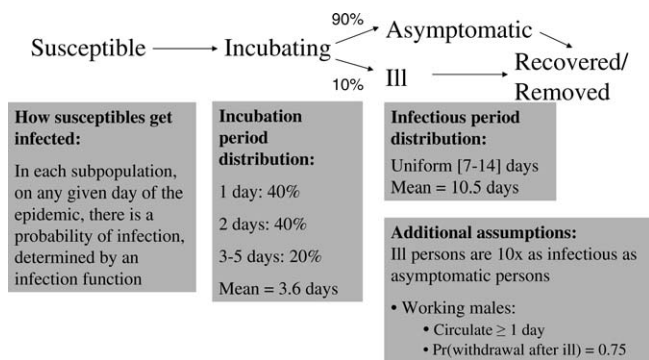 90%
Susceptible
Incubating
Asymptomatic
10%
Ill
Recovered/
Removed
How susceptibles get
infected:
In each subpopulation,
on any given day of the
epidemic, there is a
probability of infection,
determined by an
infection function
Incubation
period
distribution:
1 day: 40%
2 days: 40%
3-5 days: 20%
Mean = 3.6 days
Infectious period
distribution:
Uniform [7-14] days
Mean = 10.5 days
Additional assumptions:
Ill persons are 10x as infectious as
asymptomatic persons
• Working males:
• Circulate ≥ 1 day
• Pr(withdrawal after ill) = 0.75